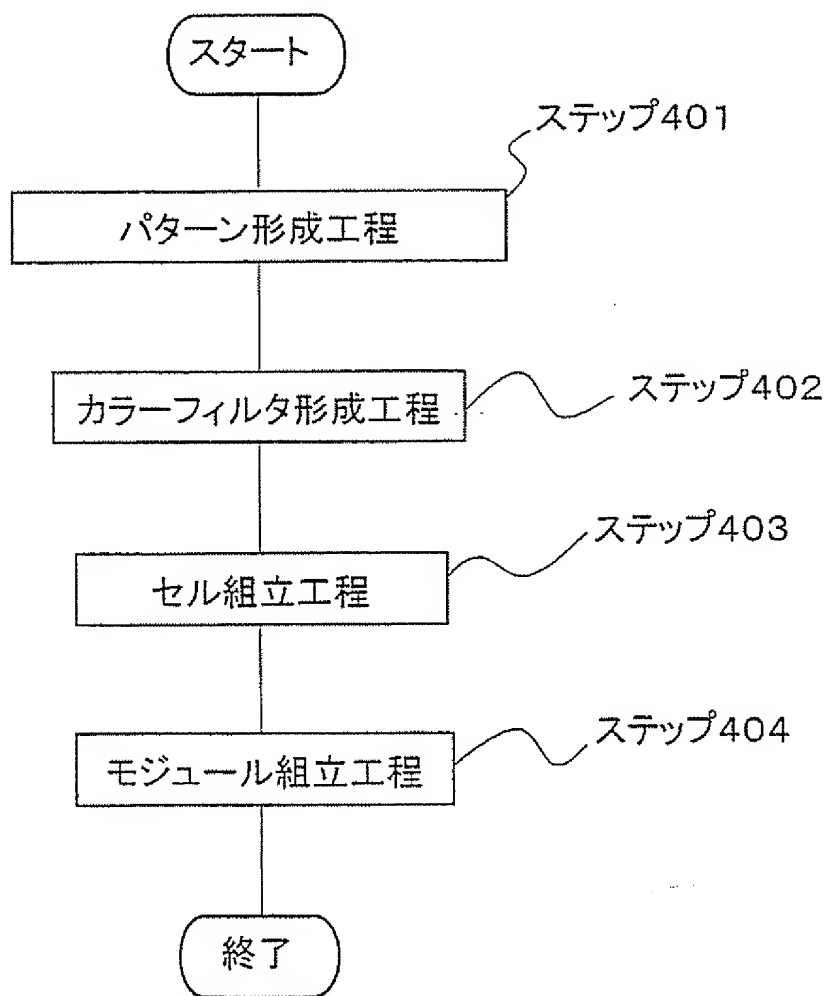 スタート
ステップ401
パターン形成工程
ステップ402
カラーフィルタ形成工程
ステップ403
セル組立工程
ステップ404
モジュール組立工程
終了